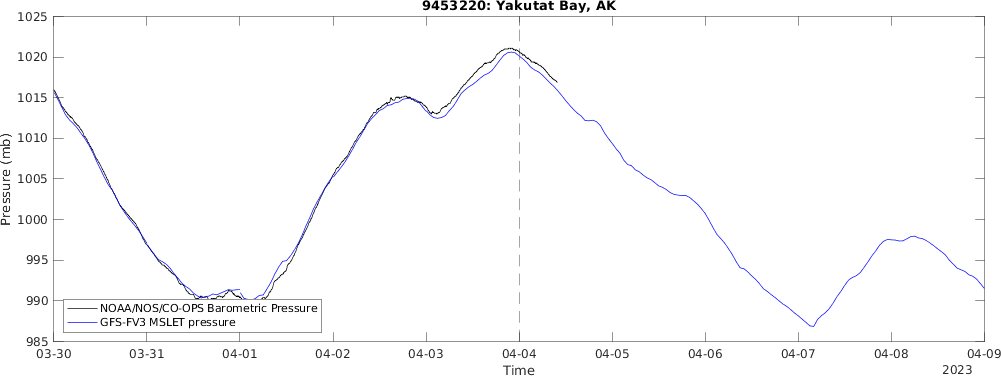 9453220: Yakutat Bay, AK
1025
1020
1015
1010
1005
1000
995
990
985
Pressure (mb)
NOAA/NOS/CO-OPS Barometric Pressure
GFS-FV3 MSLET pressure
03-30 03-31 04-01 04-02 04-03 04-04 04-05 04-06 04-07 04-08 04-09
Time
2023